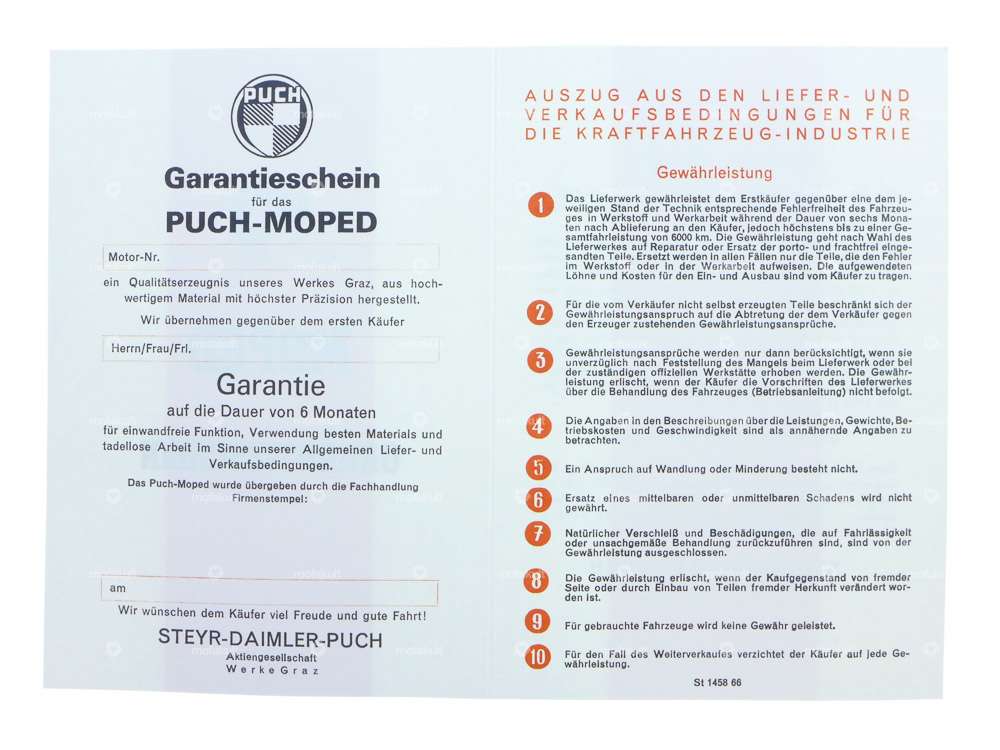 PUCH
Garantieschein
für das
PUCH-MOPED
Motor-Nr.
ein Qualitätserzeugnis unseres Werkes Graz, aus hoch-
wertigem Material mit höchster Präzision hergestellt.
Wir übernehmen gegenüber dem ersten Käufer
Herrn/Frau/Frl.
Garantie
auf die Dauer von 6 Monaten
für einwandfreie Funktion, Verwendung besten Materials und
tadellose Arbeit im Sinne unserer Allgemeinen Liefer- und
Verkaufsbedingungen.
Das Puch-Moped wurde übergeben durch die Fachhandlung
Firmenstempel:
am
Wir wünschen dem Käufer viel Freude und gute Fahrt!
STEYR-DAIMLER-PUCH
Aktiengesellschaft
Werke Graz
AUSZUG AUS DEN LIEFER- UND
VERKAUFSBEDINGUNGEN FÜR
DIE KRAFTFAHRZEUG-INDUSTRIE
Gewährleistung
1 Das Lieferwerk gewährleistet dem Erstkäufer gegenüber eine dem je-
weiligen Stand der Technik entsprechende Fehlerfreiheit des Fahrzeu-
ges in Werkstoff und Werkarbeit während der Dauer von sechs Mona-
ten nach Ablieferung an den Käufer, jedoch höchstens bis zu einer Ge-
samtfahrleistung von 6000 km. Die Gewährleistung geht nach Wahl des
Lieferwerkes auf Reparatur oder Ersatz der porto- und frachtfrei einge-
sandten Teile. Ersetzt werden in allen Fällen nur die Teile, die den Fehler
im Werkstoff oder in der Werkarbeit aufweisen. Die aufgewendeten
Löhne und Kosten für den Ein- und Ausbau sind vom Käufer zu tragen.
2 Für die vom Verkäufer nicht selbst erzeugten Teile beschränkt sich der
Gewährleistungsanspruch auf die Abtretung der dem Verkäufer gegen
den Erzeuger zustehenden Gewährleistungsansprüche.
3 Gewährleistungsansprüche werden nur dann berücksichtigt, wenn sie
unverzüglich nach Feststellung des Mangels beim Lieferwerk oder bei
der zuständigen offiziellen Werkstätte erhoben werden. Die Gewähr-
leistung erlischt, wenn der Käufer die Vorschriften des Lieferwerkes
über die Behandlung des Fahrzeuges (Betriebsanleitung) nicht befolgt.
4 Die Angaben in den Beschreibungen über die Leistungen, Gewichte, Be-
triebskosten und Geschwindigkeit sind als annähernde Angaben zu
betrachten.
5 Ein Anspruch auf Wandlung oder Minderung besteht nicht.
6 Ersatz eines mittelbaren oder unmittelbaren Schadens wird nicht
gewährt.
7 Natürlicher Verschleiß und Beschädigungen, die auf Fahrlässigkeit
oder unsachgemäße Behandlung zurückzuführen sind, sind von der
Gewährleistung ausgeschlossen.
8 Die Gewährleistung erlischt, wenn der Kaufgegenstand von fremder
Seite oder durch Einbau von Teilen fremder Herkunft verändert wor-
den ist.
9 Für gebrauchte Fahrzeuge wird keine Gewähr geleistet.
10 Für den Fall des Weiterverkaufes verzichtet der Käufer auf jede Ge-
währleistung.
St 1458 66